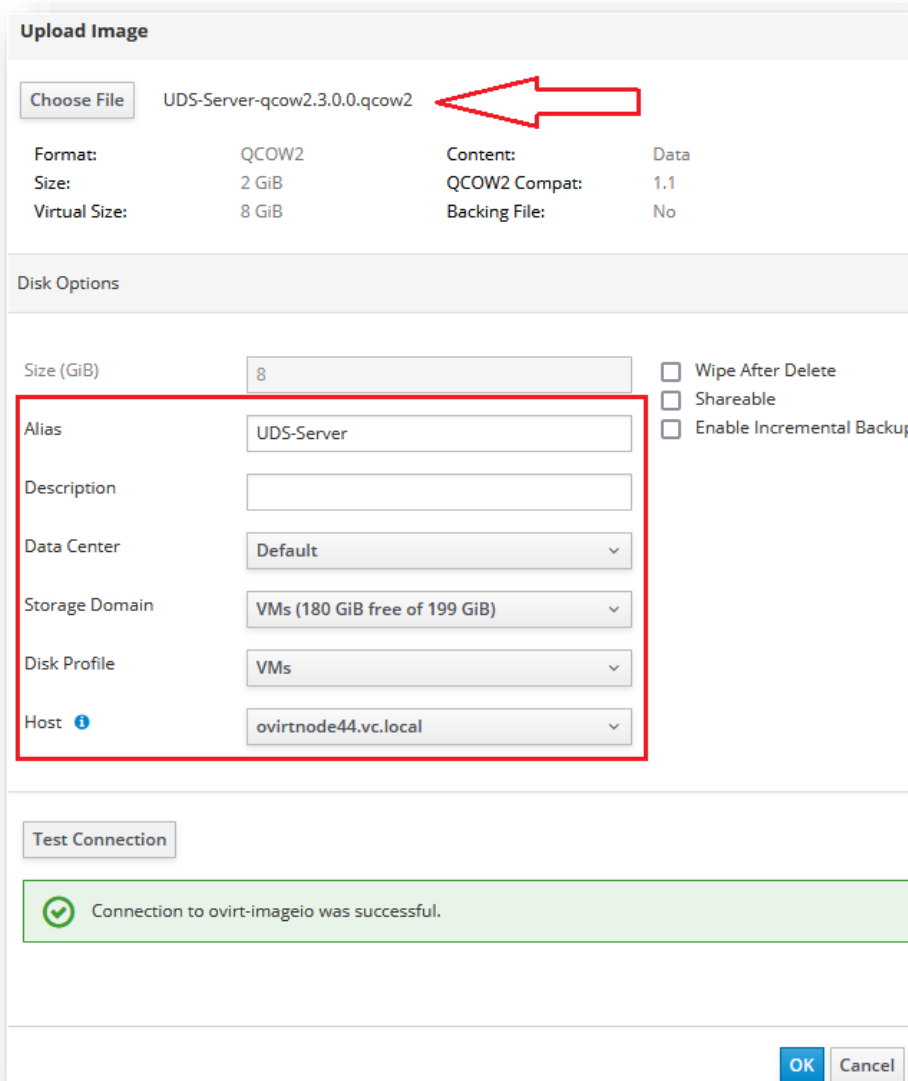 Upload Image
Choose File UDS-Server-qcow2.3.0.0.qcow2
Format: QCOW2 Content: Data
Size: 2 GiB QCOW2 Compat: 1.1
Virtual Size: 8 GiB Backing File: No
Disk Options
Size (GiB) 8 Wipe After Delete
Shareable
Alias UDS-Server Enable Incremental Backup
Description
Data Center Default
Storage Domain VMs (180 GiB free of 199 GiB)
Disk Profile VMs
Host ovirtnode44.vc.local
Test Connection
Connection to ovirt-imageio was successful.
OK Cancel